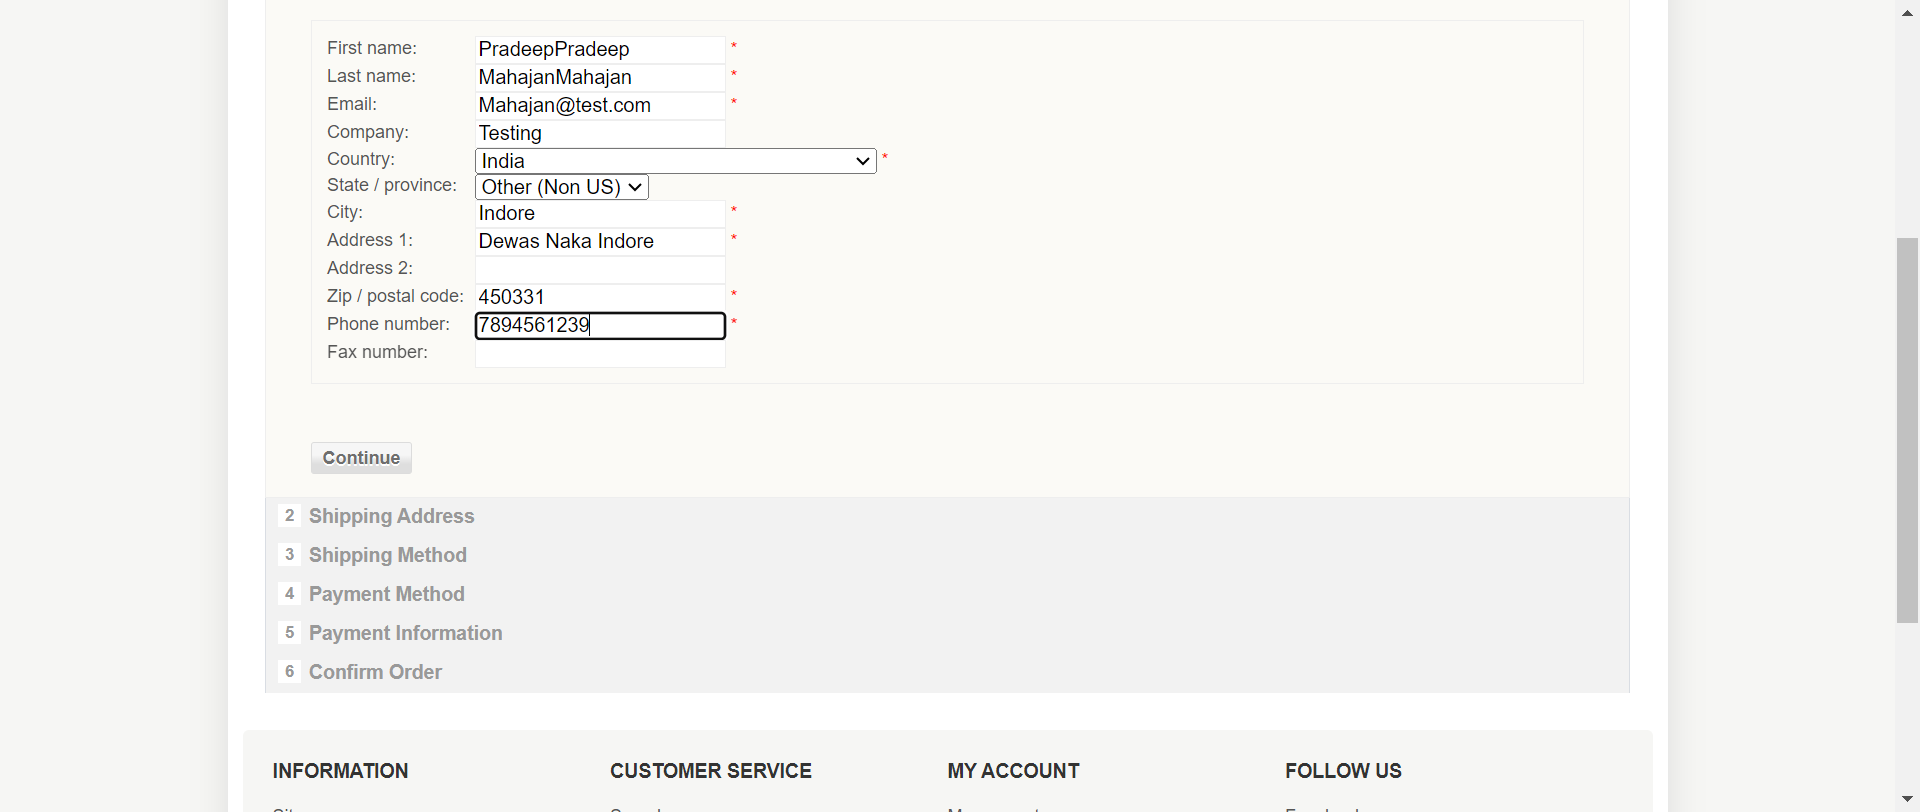 First name: PradeepPradeep *
Last name: MahajanMahajan *
Email: Mahajan@test.com *
Company: Testing
Country: India *
State / province: Other (Non US)
City: Indore *
Address 1: Dewas Naka Indore *
Address 2:
Zip / postal code: 450331 *
Phone number: 7894561239 *
Fax number:
Continue
2 Shipping Address
3 Shipping Method
4 Payment Method
5 Payment Information
6 Confirm Order
INFORMATION CUSTOMER SERVICE MY ACCOUNT FOLLOW US